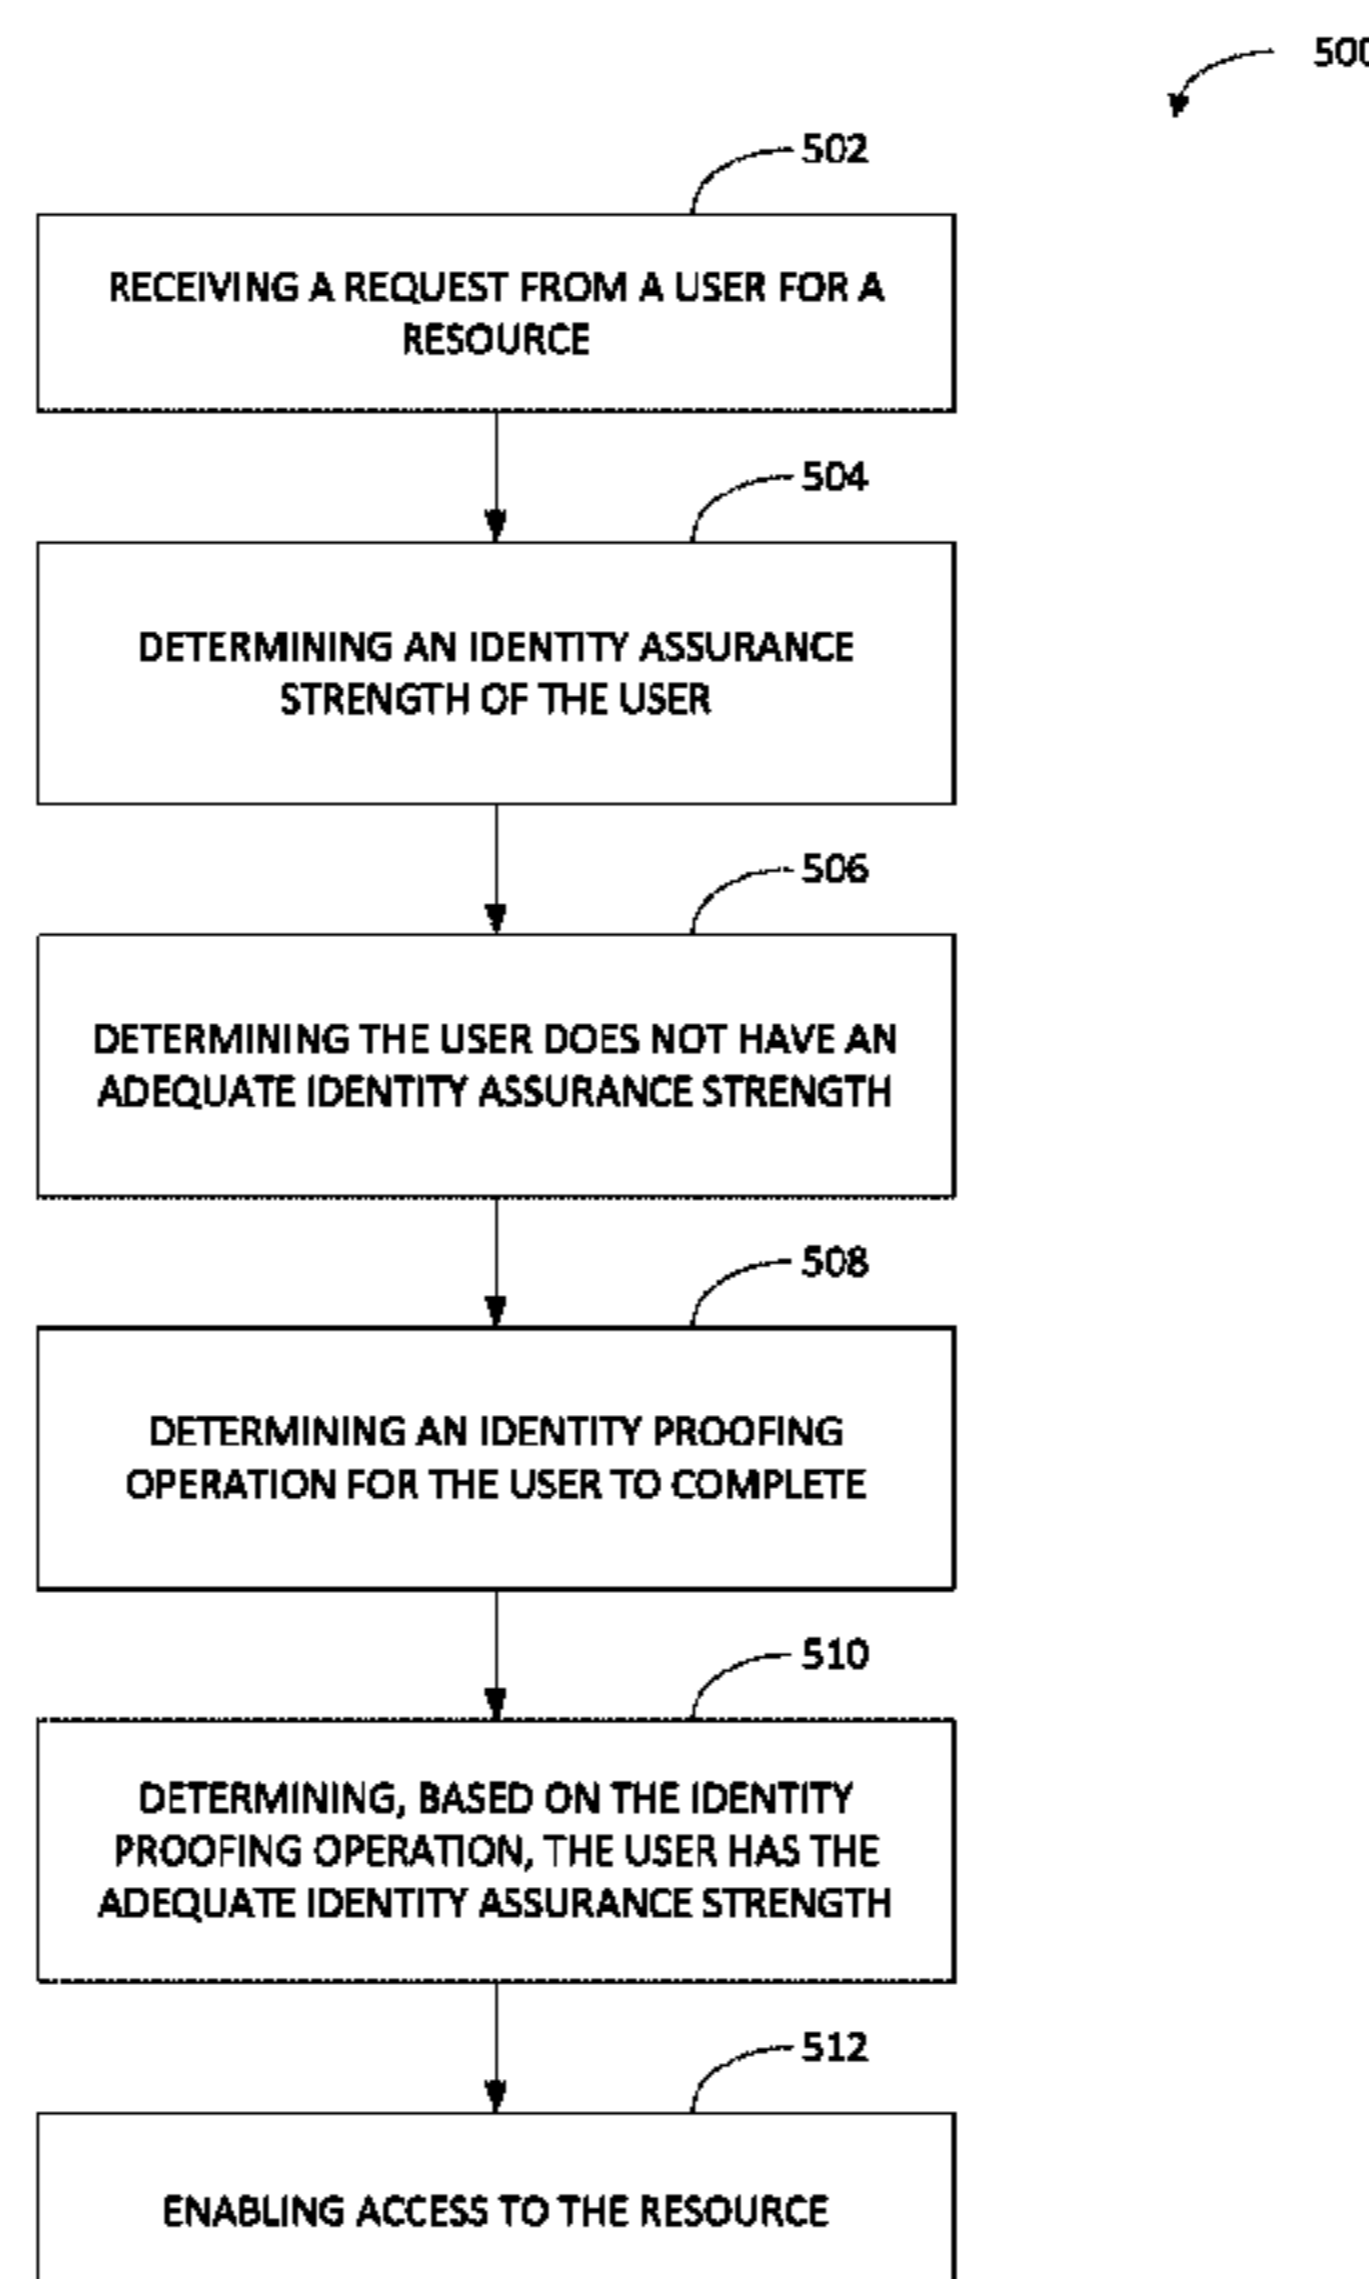 500
502
RECEIVING A REQUEST FROM A USER FOR A
RESOURCE
504
DETERMINING AN IDENTITY ASSURANCE
STRENGTH OF THE USER
506
DETERMINING THE USER DOES NOT HAVE AN
ADEQUATE IDENTITY ASSURANCE STRENGTH
508
DETERMINING AN IDENTITY PROOFING
OPERATION FOR THE USER TO COMPLETE
510
DETERMINING, BASED ON THE IDENTITY
PROOFING OPERATION, THE USER HAS THE
ADEQUATE IDENTITY ASSURANCE STRENGTH
512
ENABLING ACCESS TO THE RESOURCE